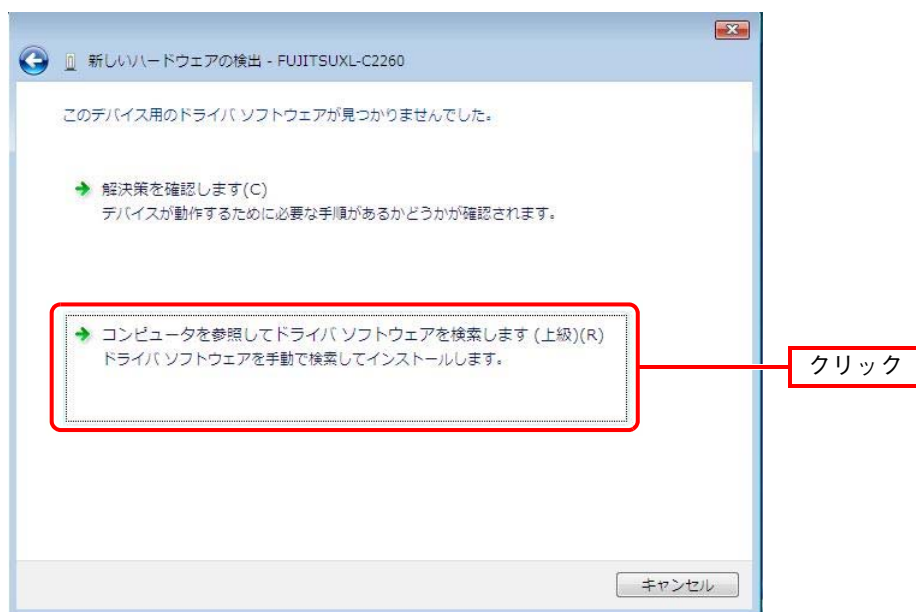 新しいハードウェアの検出 - FUJITSUXL-C2260
このデバイス用のドライバ ソフトウェアが見つかりませんでした。
解決策を確認します(C)
デバイスが動作するために必要な手順があるかどうかが確認されます。
コンピュータを参照してドライバ ソフトウェアを検索します (上級)(R)
ドライバ ソフトウェアを手動で検索してインストールします。
クリック
キャンセル